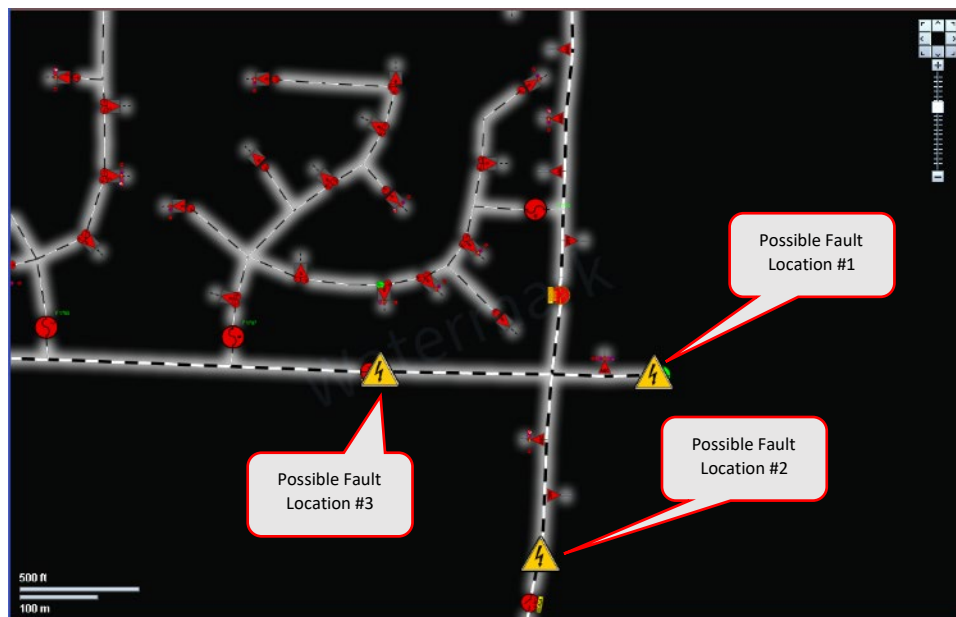 Possible Fault
Location #1
Possible Fault
Location #2
Possible Fault
Location #3
watermark
500 ft
100 m